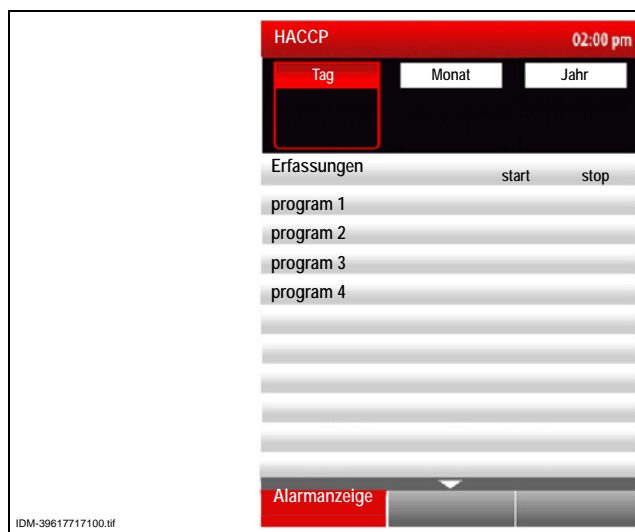 HACCP 02:00 pm
Tag Monat Jahr
Erfassungen start stop
program 1
program 2
program 3
program 4
Alarmanzeige
IDM-39617717100.tif